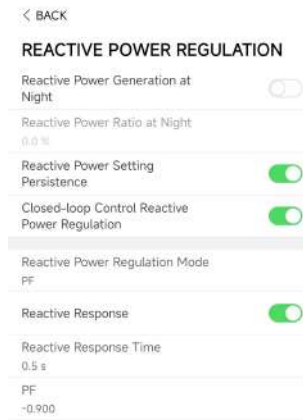 < BACK
REACTIVE POWER REGULATION
Reactive Power Generation at
Night
Reactive Power Ratio at Night
0.0 %
Reactive Power Setting
Persistence
Closed-loop Control Reactive
Power Regulation
Reactive Power Regulation Mode
PF
Reactive Response
Reactive Response Time
0.5 s
PF
-0.900